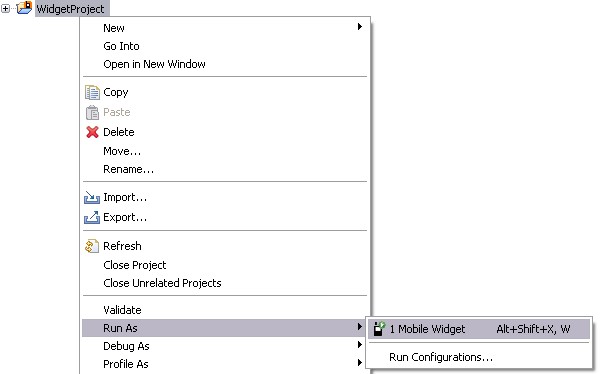 WidgetProject
New
Go Into
Open in New Window
Copy
Paste
Delete
Move...
Rename...
Import...
Export...
Refresh
Close Project
Close Unrelated Projects
Validate
Run As
Debug As
Profile As
1 Mobile Widget Alt+Shift+X, W
Run Configurations...